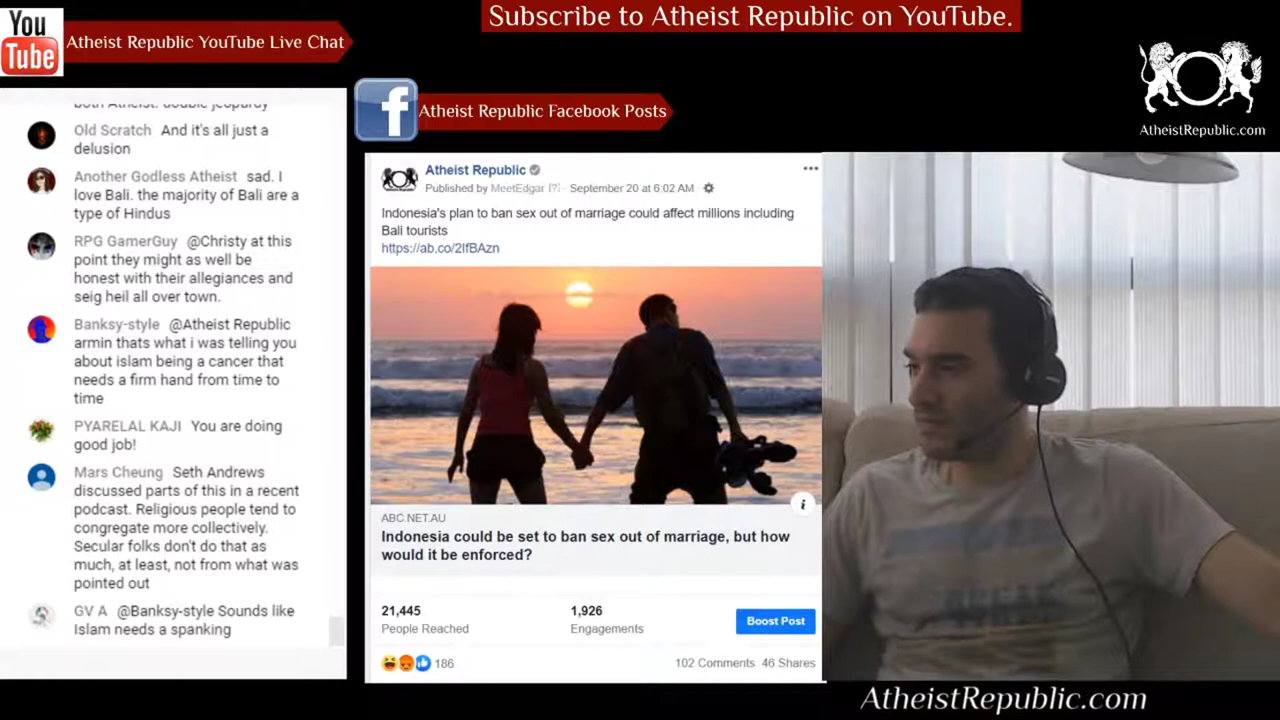 Subscribe to Atheist Republic on YouTube.
You
Tube
Atheist Republic YouTube Live Chat
Atheist Republic Facebook Posts
AtheistRepublic.com
both Atheist. double jeopardy
Old Scratch And it's all just a
delusion
Another Godless Atheist sad. I
love Bali. the majority of Bali are a
type of Hindus
RPG GamerGuy @Christy at this
point they might as well be
honest with their allegiances and
seig heil all over town.
Banksy-style @Atheist Republic
armin thats what i was telling you
about islam being a cancer that
needs a firm hand from time to
time
PYARELAL KAJI You are doing
good job!
Mars Cheung Seth Andrews
discussed parts of this in a recent
podcast. Religious people tend to
congregate more collectively.
Secular folks don't do that as
much, at least, not from what was
pointed out
GV A @Banksy-style Sounds like
Islam needs a spanking
f
Atheist Republic
Published by MeetEdgar [?] · September 20 at 6:02 AM ·
Indonesia's plan to ban sex out of marriage could affect millions including
Bali tourists
https://ab.co/2IfBAzn
i
ABC.NET.AU
Indonesia could be set to ban sex out of marriage, but how
would it be enforced?
21,445
People Reached
1,926
Engagements
Boost Post
186
102 Comments 46 Shares
AtheistRepublic.com